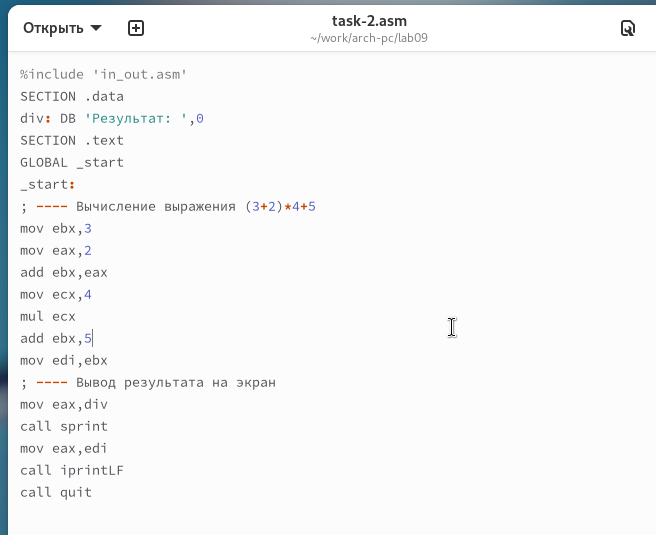 Открыть
task-2.asm
~/work/arch-pc/lab09
%include 'in_out.asm'
SECTION .data
div: DB 'Результат: ',0
SECTION .text
GLOBAL _start
_start:
; ---- Вычисление выражения (3+2)*4+5
mov ebx,3
mov eax,2
add ebx,eax
mov ecx,4
mul ecx
add ebx,5
mov edi,ebx
; ---- Вывод результата на экран
mov eax,div
call sprint
mov eax,edi
call iprintLF
call quit